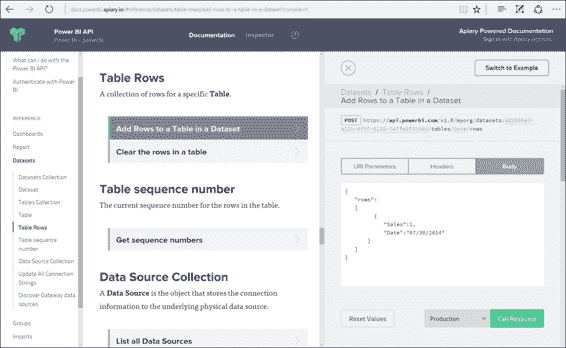 docs.powerbi.apiary.io/#reference/datasets/table-rows/add-rows-to-a-table-in-a-dataset?console=1
Power BI API
Documentation
Inspector
Apiary Powered Documentation
Sign in with Apiary account.
What can I do with the
Power BI API?
Authenticate with Power
BI
REFERENCE
Dashboards
Report
Datasets
Datasets Collection
Dataset
Tables Collection
Table
Table Rows
Table sequence
number
Data Source Collection
Update All Connection
Strings
Discover Gateway data
sources
Groups
Imports
Table Rows
A collection of rows for a specific Table.
Add Rows to a Table in a Dataset
Clear the rows in a table
Table sequence number
The current sequence number for the rows in the table.
Get sequence numbers
Data Source Collection
A Data Source is the object that stores the connection
information to the underlying physical data source.
List all Data Sources
Switch to Example
Datasets / Table Rows /
Add Rows to a Table in a Dataset
POST https://api.powerbi.com/v1.0/myorg/datasets/
/tables/Date/rows
URI Parameters
Headers
Body
{
"rows":
[
{
"Sales":1,
"Date":"07/30/2014"
}
]
}
Reset Values
Production
Call Resource